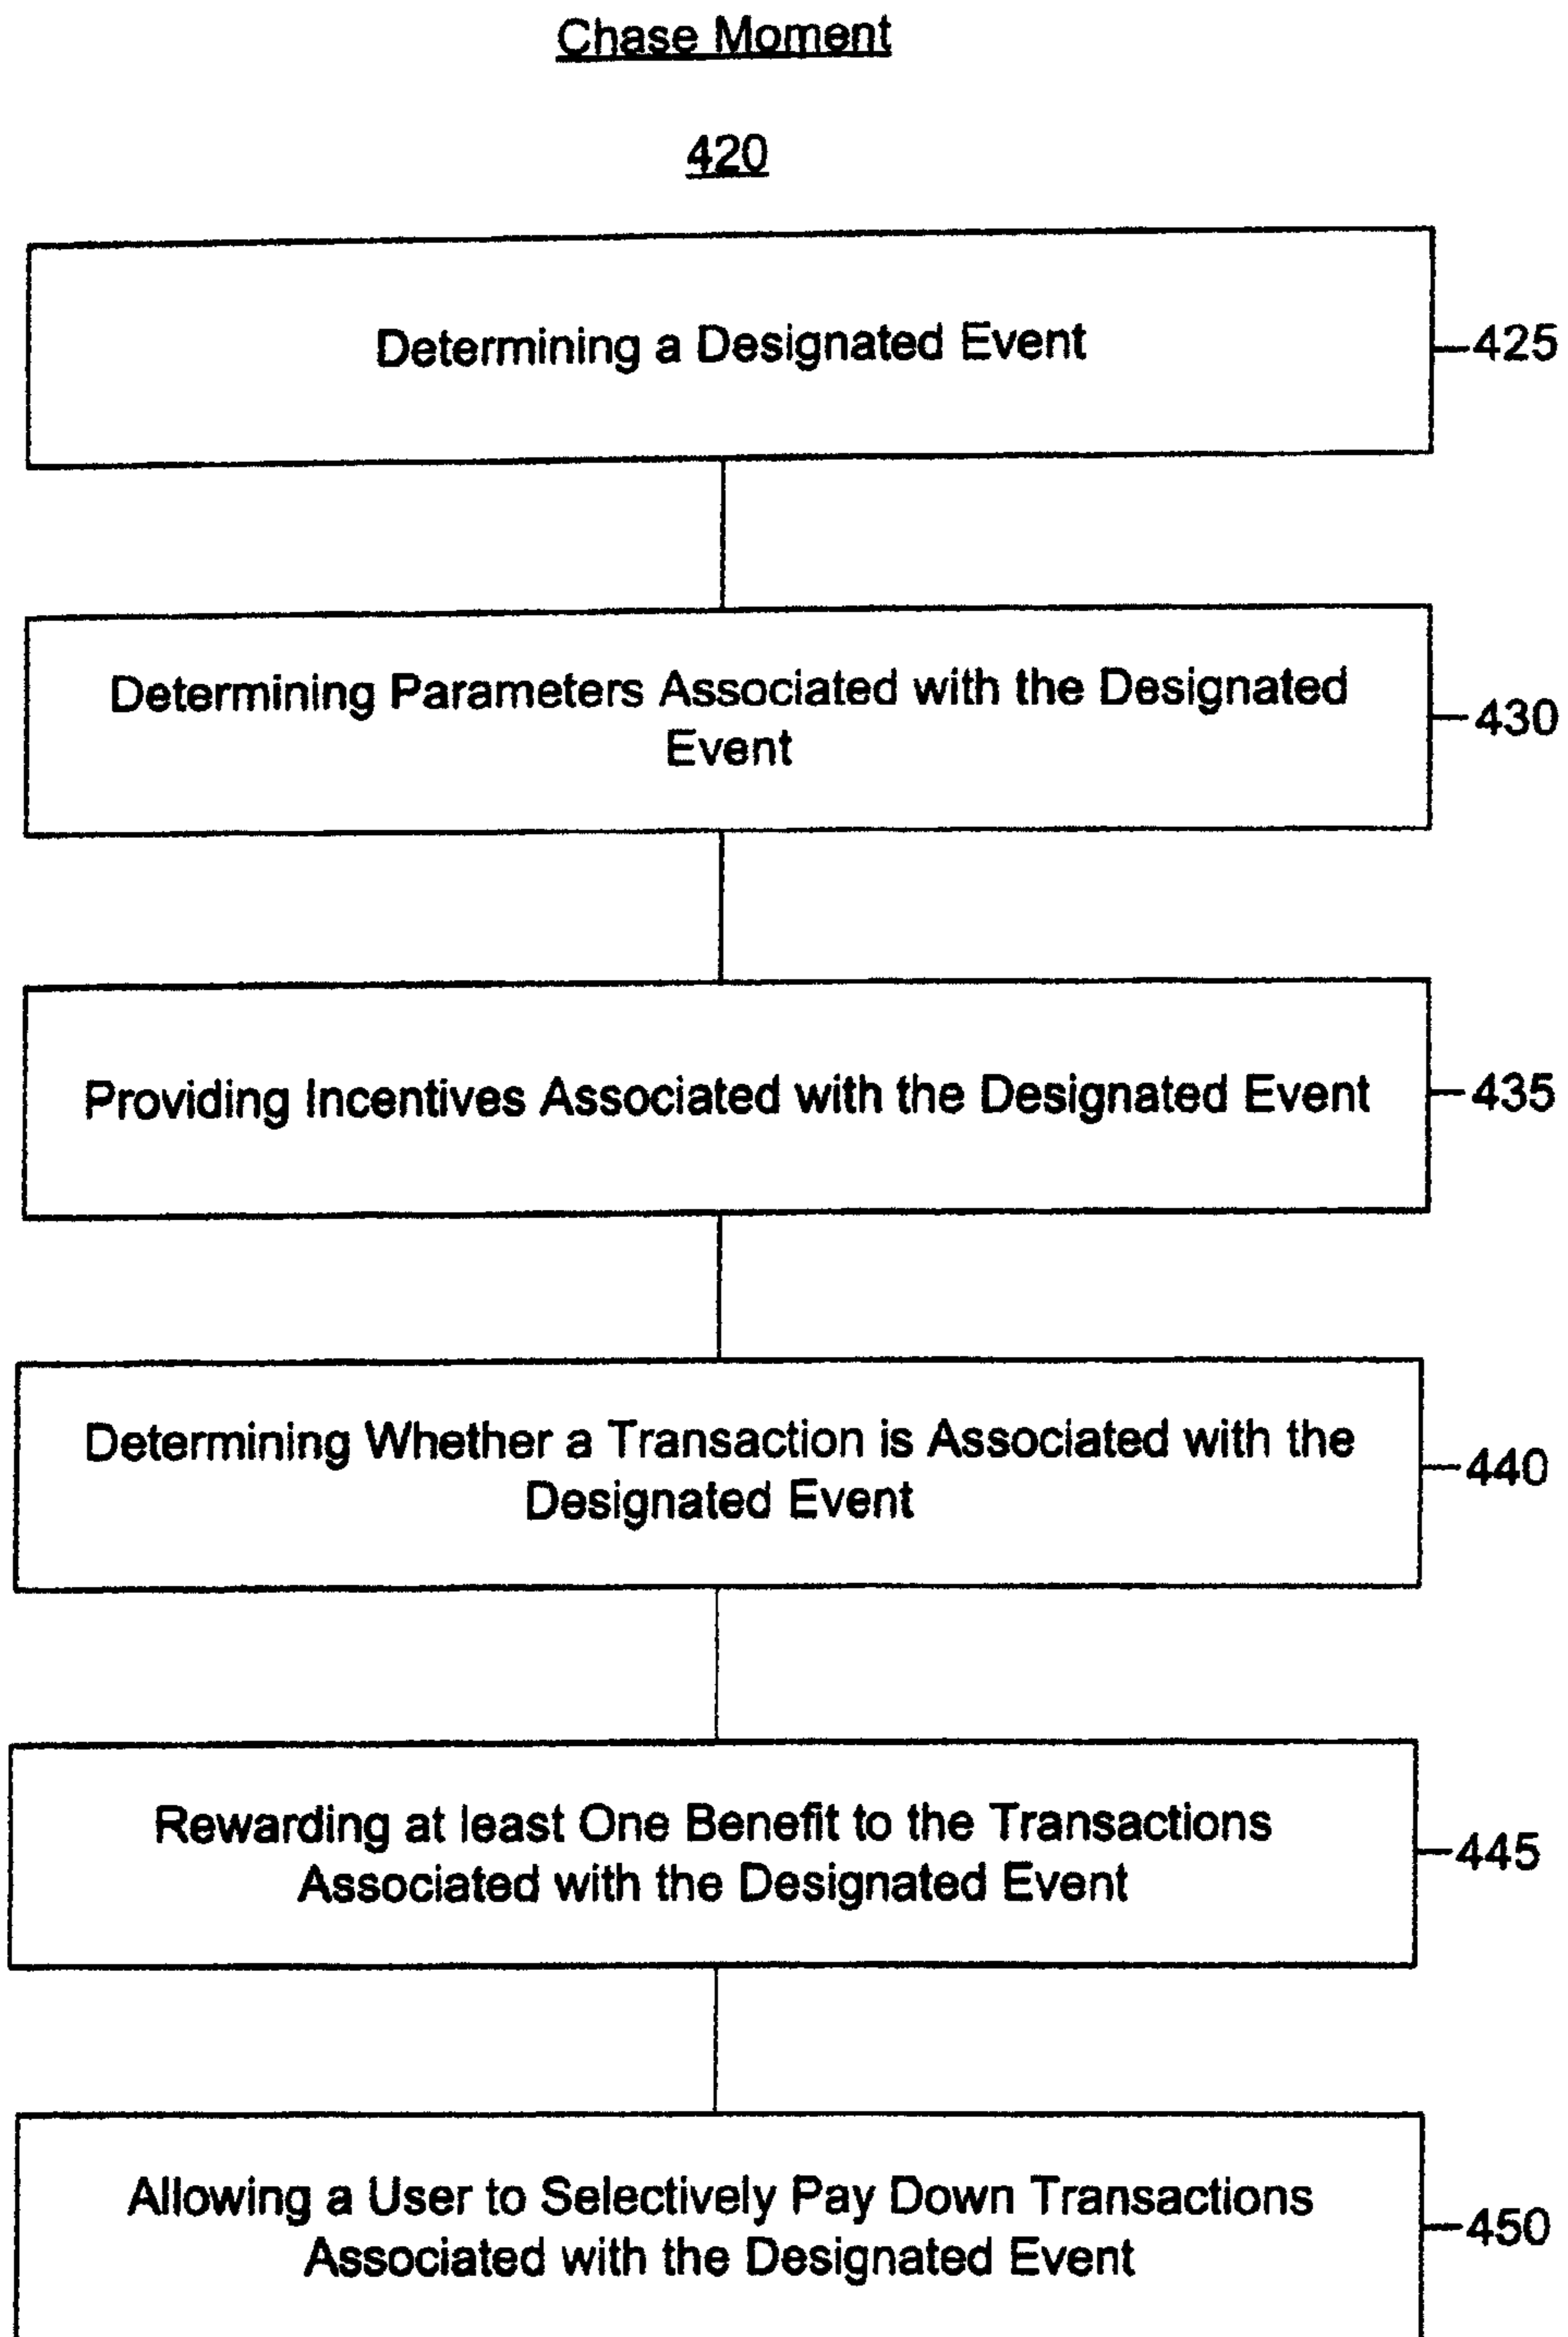 Chase Moment
420
Determining a Designated Event
425
Determining Parameters Associated with the Designated
Event
430
Providing Incentives Associated with the Designated Event
435
Determining Whether a Transaction is Associated with the
Designated Event
440
Rewarding at least One Benefit to the Transactions
Associated with the Designated Event
445
Allowing a User to Selectively Pay Down Transactions
Associated with the Designated Event
450